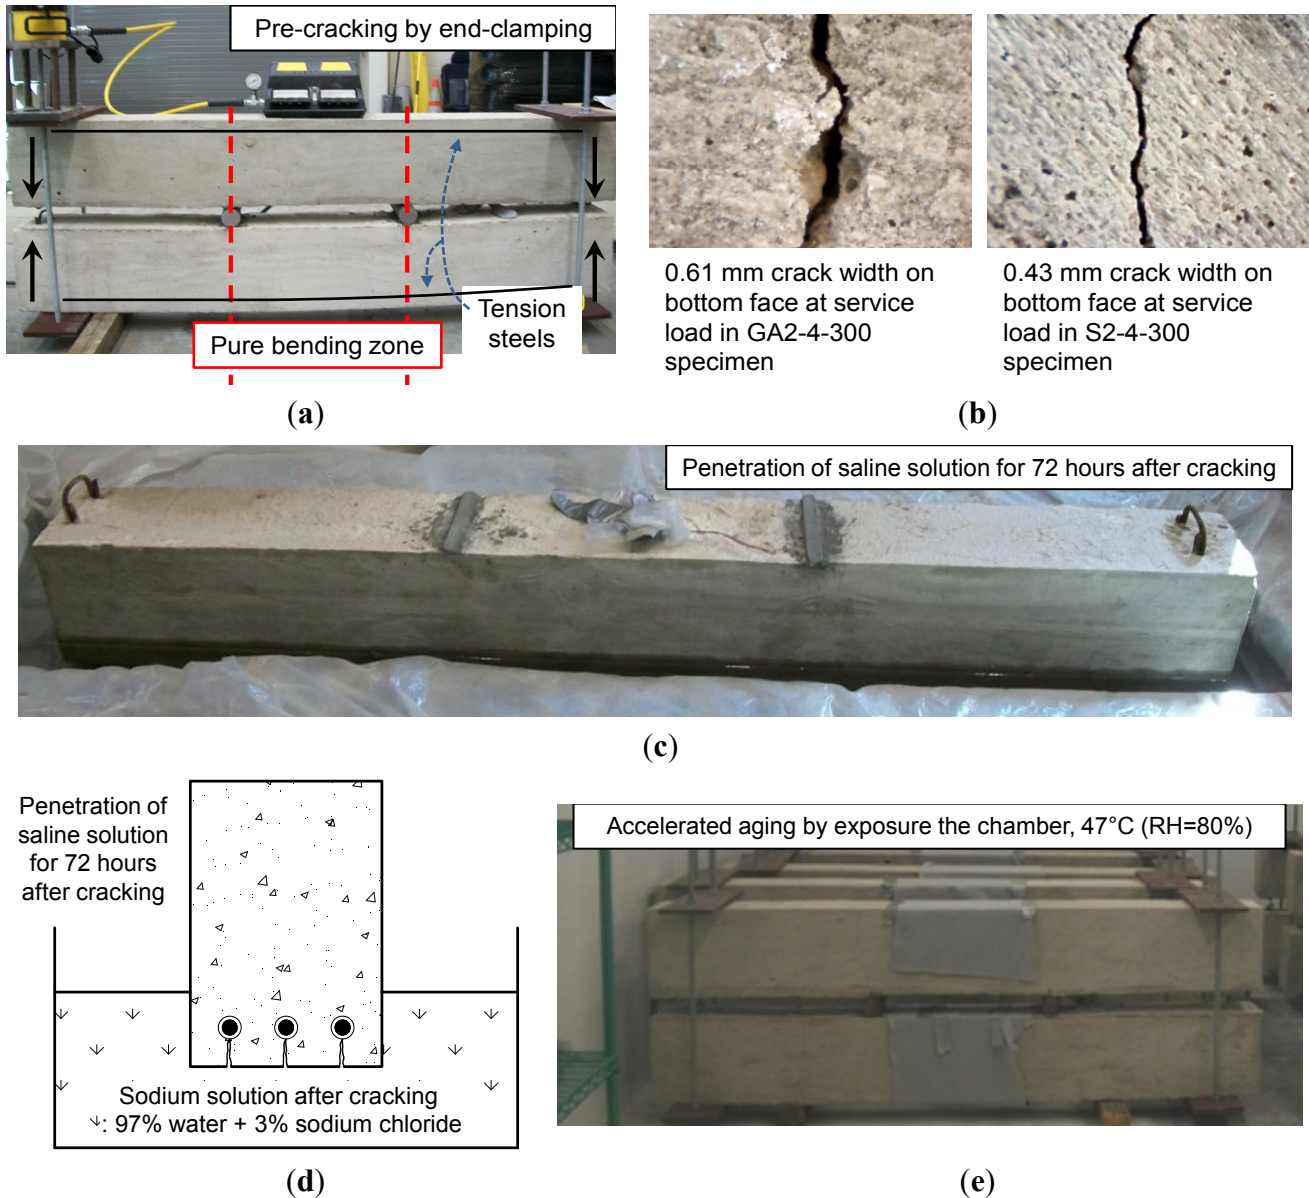 Pre-cracking by end-clamping
Tension
steels
Pure bending zone
(a)
0.61 mm crack width on
bottom face at service
load in GA2-4-300
specimen
0.43 mm crack width on
bottom face at service
load in S2-4-300
specimen
(b)
Penetration of saline solution for 72 hours after cracking
(c)
Penetration of
saline solution
for 72 hours
after cracking
Sodium solution after cracking
: 97% water + 3% sodium chloride
(d)
Accelerated aging by exposure the chamber, 47°C (RH=80%)
(e)